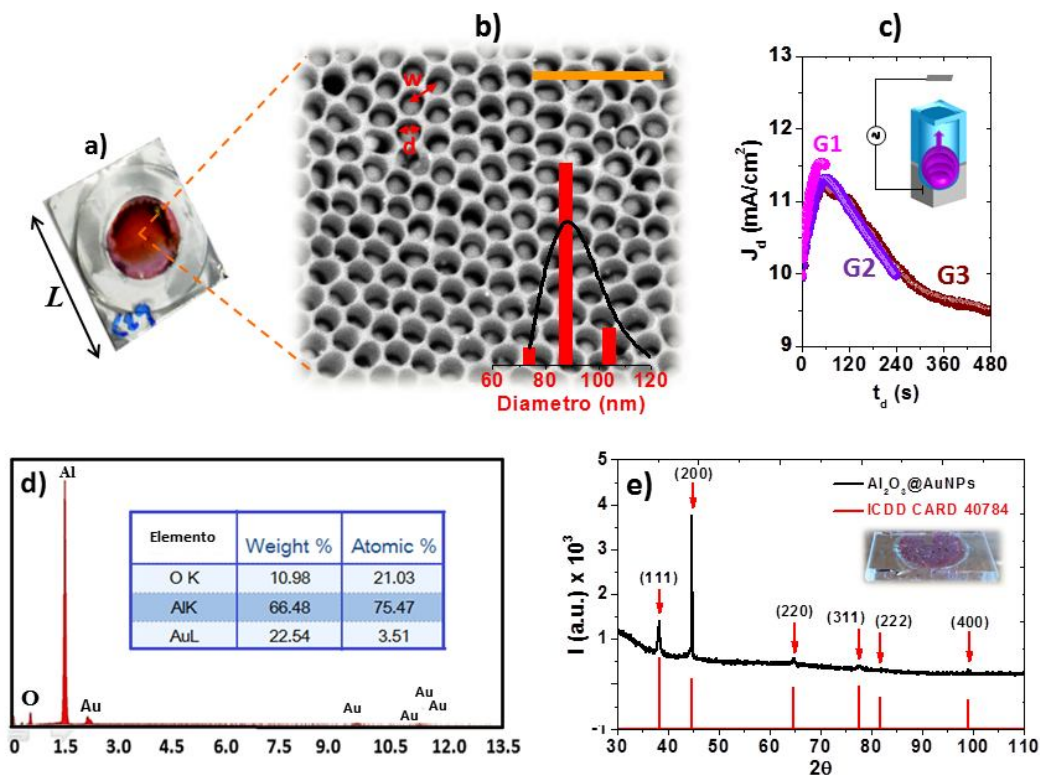 a)
L
b)
w
d
60 80 100 120
Diametro (nm)
c)
13
12
11
10
9
J_d (mA/cm²)
G1
G2
G3
0 120 240 360 480
t_d (s)
d)
Al
O
Au
Au
Au
Au
Elemento Weight % Atomic %
O K 10.98 21.03
AlK 66.48 75.47
AuL 22.54 3.51
0 1.5 3.0 4.5 6.0 7.5 9.0 10.5 12.0 13.5
e)
5
4
3
2
1
-1
I (a.u.) x 10³
(111)
(200)
(220)
(311)
(222)
(400)
Al₂O₃@AuNPs
ICDD CARD 40784
30 40 50 60 70 80 90 100 110
2θ